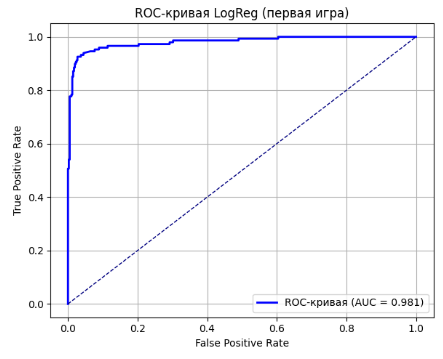 ROC-кривая LogReg (первая игра)
True Positive Rate
1.0
0.8
0.6
0.4
0.2
0.0
ROC-кривая (AUC = 0.981)
0.0 0.2 0.4 0.6 0.8 1.0
False Positive Rate